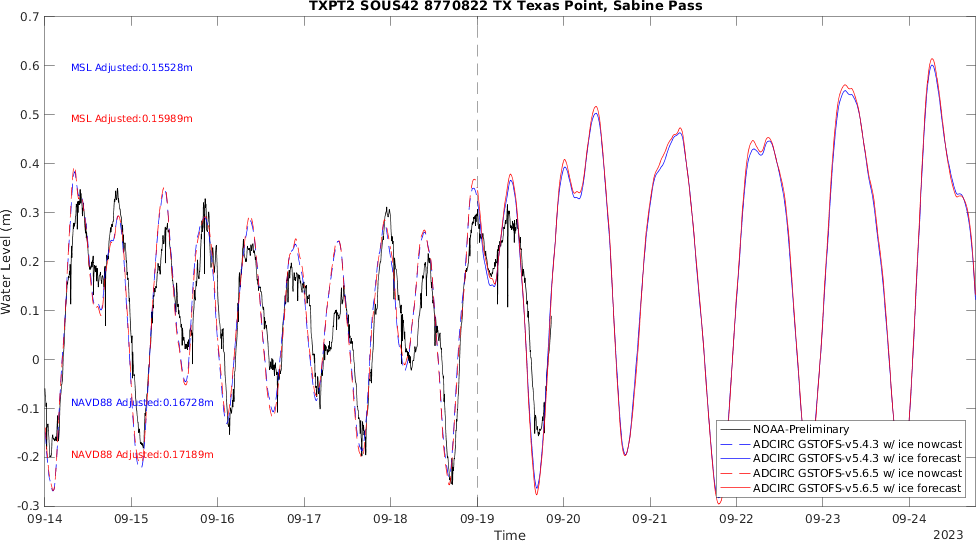 TXPT2 SOUS42 8770822 TX Texas Point, Sabine Pass
0.7
0.6
0.5
0.4
0.3
0.2
0.1
0
-0.1
-0.2
-0.3
Water Level (m)
MSL Adjusted:0.15528m
MSL Adjusted:0.15989m
NAVD88 Adjusted:0.16728m
NAVD88 Adjusted:0.17189m
NOAA-Preliminary
ADCIRC GSTOFS-v5.4.3 w/ ice nowcast
ADCIRC GSTOFS-v5.4.3 w/ ice forecast
ADCIRC GSTOFS-v5.6.5 w/ ice nowcast
ADCIRC GSTOFS-v5.6.5 w/ ice forecast
09-14 09-15 09-16 09-17 09-18 09-19 09-20 09-21 09-22 09-23 09-24
Time
2023